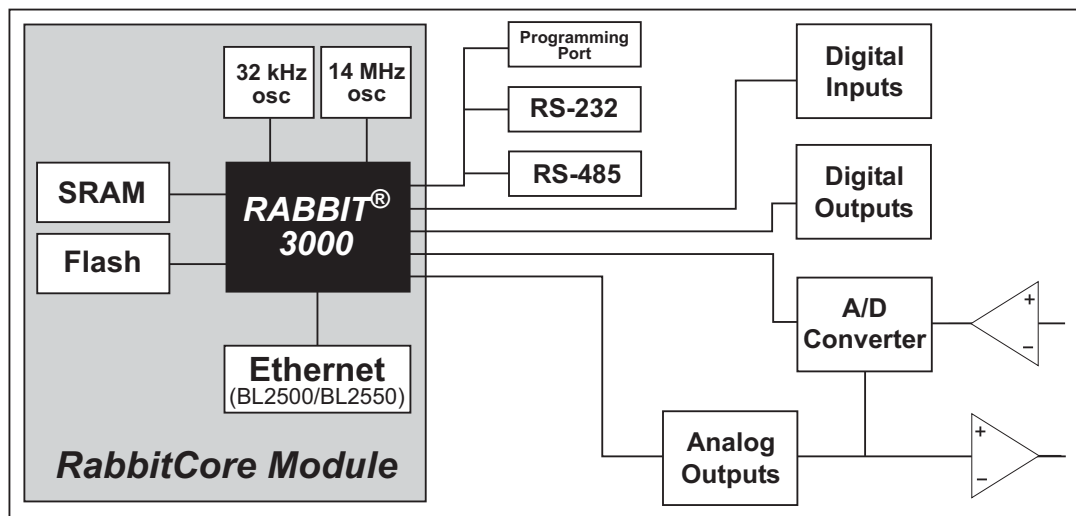 32 kHz
osc
14 MHz
osc
SRAM
Flash
RABBIT®
3000
Ethernet
(BL2500/BL2550)
RabbitCore Module
Programming
Port
RS-232
RS-485
Digital
Inputs
Digital
Outputs
A/D
Converter
+
–
Analog
Outputs
+
–